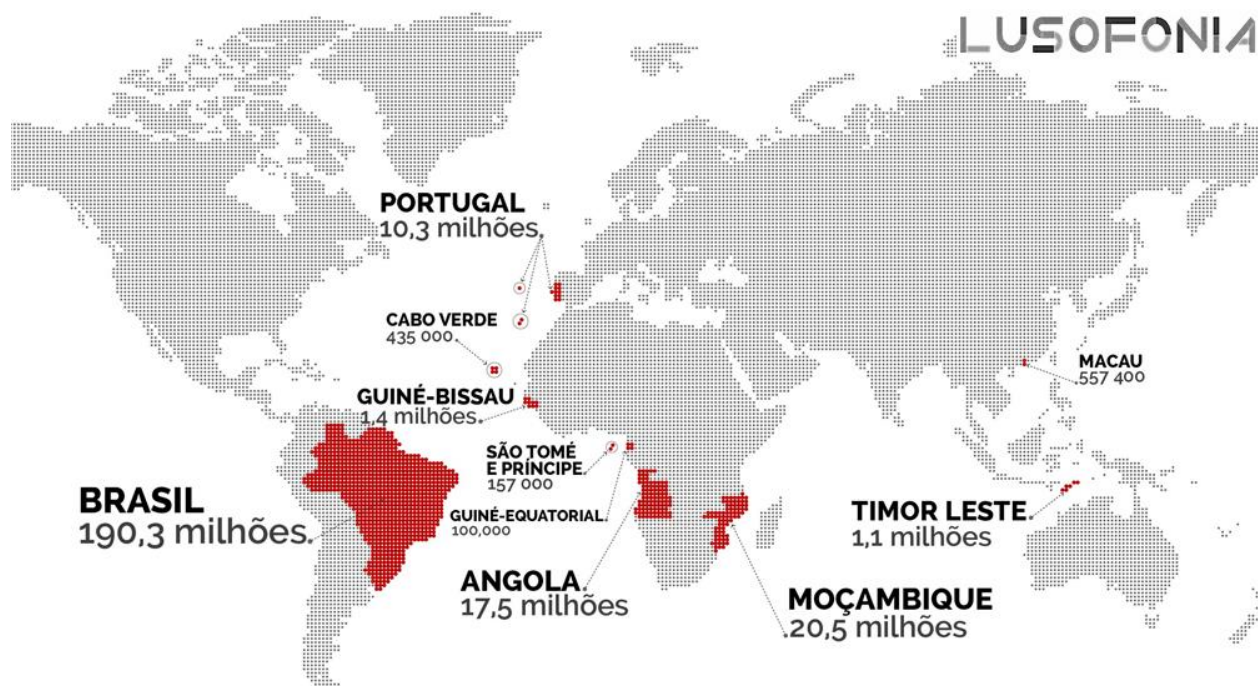 LUSOFONIA
PORTUGAL
10,3 milhões
CABO VERDE
435 000
MACAU
557 400
GUINÉ-BISSAU
1,4 milhões
SÃO TOMÉ
E PRÍNCIPE
157 000
BRASIL
190,3 milhões
GUINÉ-EQUATORIAL
100,000
TIMOR LESTE
1,1 milhões
ANGOLA
17,5 milhões
MOÇAMBIQUE
20,5 milhões